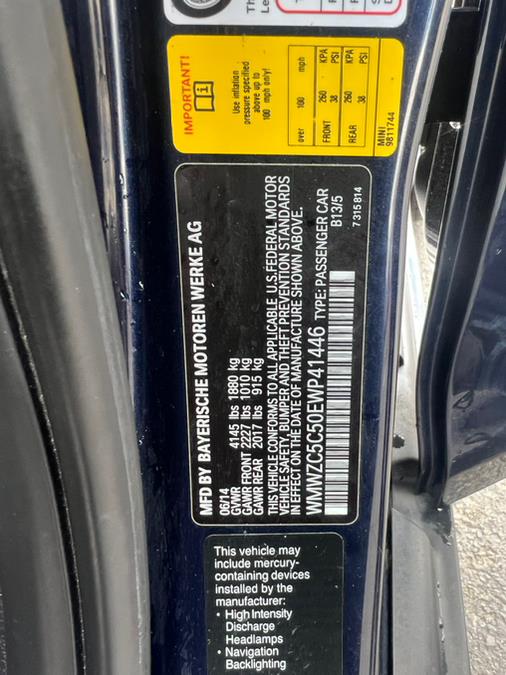 IMPORTANT!
Use inflation
pressure specified
above up to
100 mph only!
over 100 mph
FRONT 260 KPA
38 PSI
REAR 260 KPA
38 PSI
MINI
9811744
MFD BY BAYERISCHE MOTOREN WERKE AG
06/14
GVWR 4145 lbs 1880 kg
GAWR FRONT 2227 lbs 1010 kg
GAWR REAR 2017 lbs 915 kg
THIS VEHICLE CONFORMS TO ALL APPLICABLE U.S.FEDERAL MOTOR
VEHICLE SAFETY, BUMPER AND THEFT PREVENTION STANDARDS
IN EFFECT ON THE DATE OF MANUFACTURE SHOWN ABOVE.
WMWZC5C50EWP41446 TYPE: PASSENGER CAR
B13/5
7 315 814
This vehicle may
include mercury-
containing devices
installed by the
manufacturer:
• High Intensity
Discharge
Headlamps
• Navigation
Backlighting